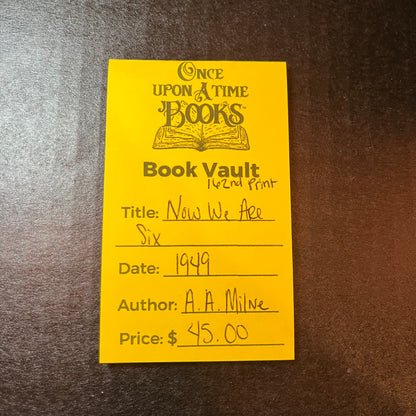 ONCE
UPON A TIME
BOOKS
Book Vault
162nd Print
Title: Now We Are
Six
Date: 1949
Author: A. A. Milne
Price: $ 45.00